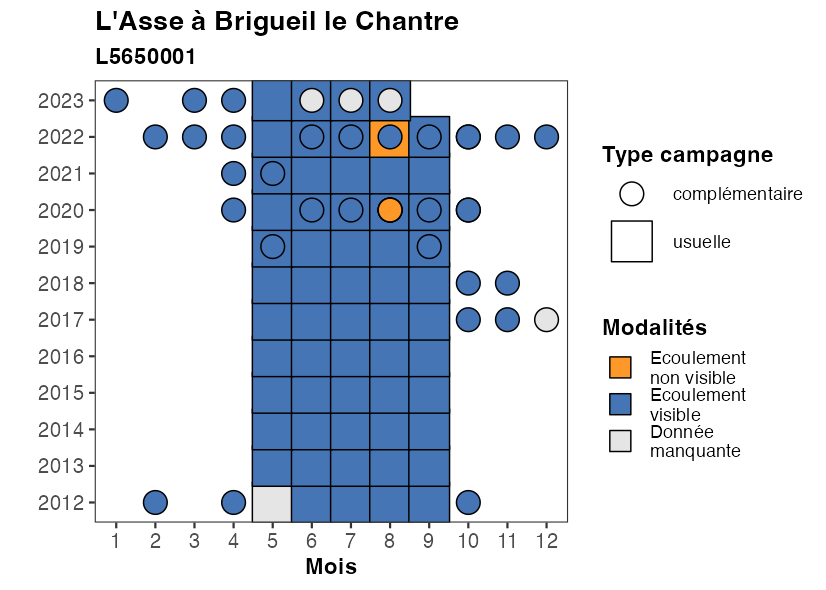 L'Asse à Brigueil le Chantre
L5650001
2023
2022
2021
2020
2019
2018
2017
2016
2015
2014
2013
2012
1 2 3 4 5 6 7 8 9 10 11 12
Mois
Type campagne
complémentaire
usuelle
Modalités
Ecoulement
non visible
Ecoulement
visible
Donnée
manquante